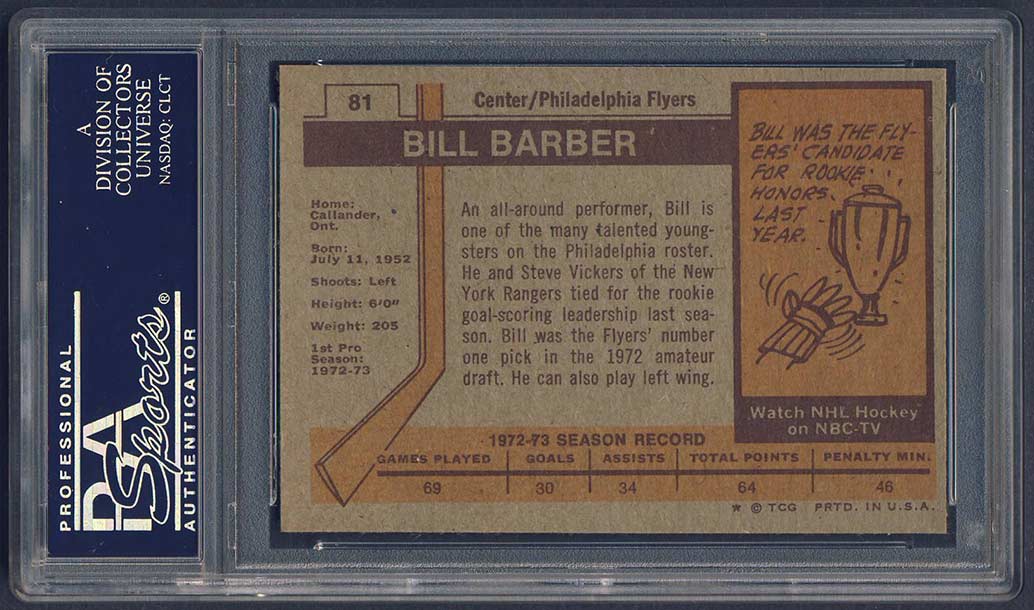 A
DIVISION OF
COLLECTORS
UNIVERSE
NASDAQ: CLCT
PROFESSIONAL
PSA
Sports®
AUTHENTICATOR
81
Center/Philadelphia Flyers
BILL BARBER
Home:
Callander,
Ont.
Born:
July 11, 1952
Shoots: Left
Height: 6'0"
Weight: 205
1st Pro
Season:
1972-73
An all-around performer, Bill is
one of the many talented young-
sters on the Philadelphia roster.
He and Steve Vickers of the New
York Rangers tied for the rookie
goal-scoring leadership last sea-
son. Bill was the Flyers' number
one pick in the 1972 amateur
draft. He can also play left wing.
BILL WAS THE FLY-
ERS' CANDIDATE
FOR ROOKIE
HONORS
LAST
YEAR.
Watch NHL Hockey
on NBC-TV
1972-73 SEASON RECORD
GAMES PLAYED GOALS ASSISTS TOTAL POINTS PENALTY MIN.
69 30 34 64 46
* © TCG PRTD. IN U.S.A.